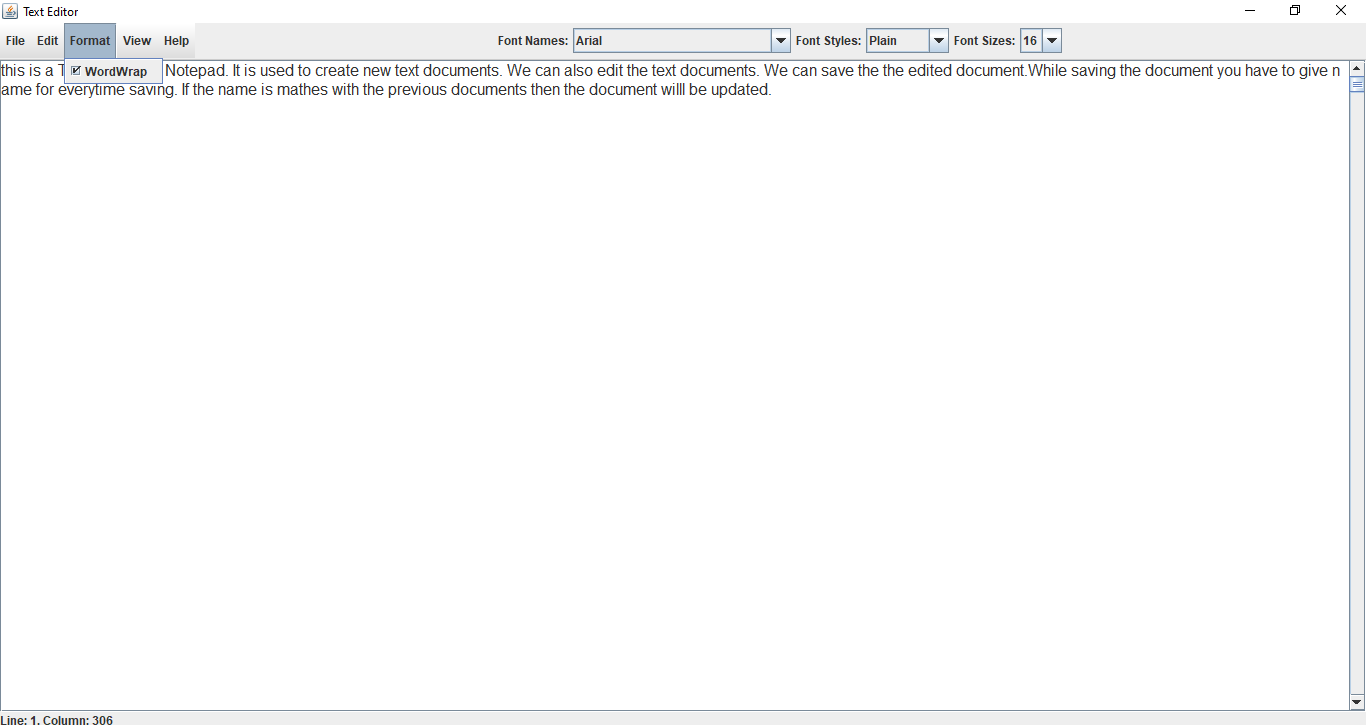 Text Editor
File Edit Format View Help Font Names: Arial Font Styles: Plain Font Sizes: 16
WordWrap
this is a Notepad. It is used to create new text documents. We can also edit the text documents. We can save the the edited document.While saving the document you have to give n
ame for everytime saving. If the name is mathes with the previous documents then the document willl be updated.
Line: 1, Column: 306